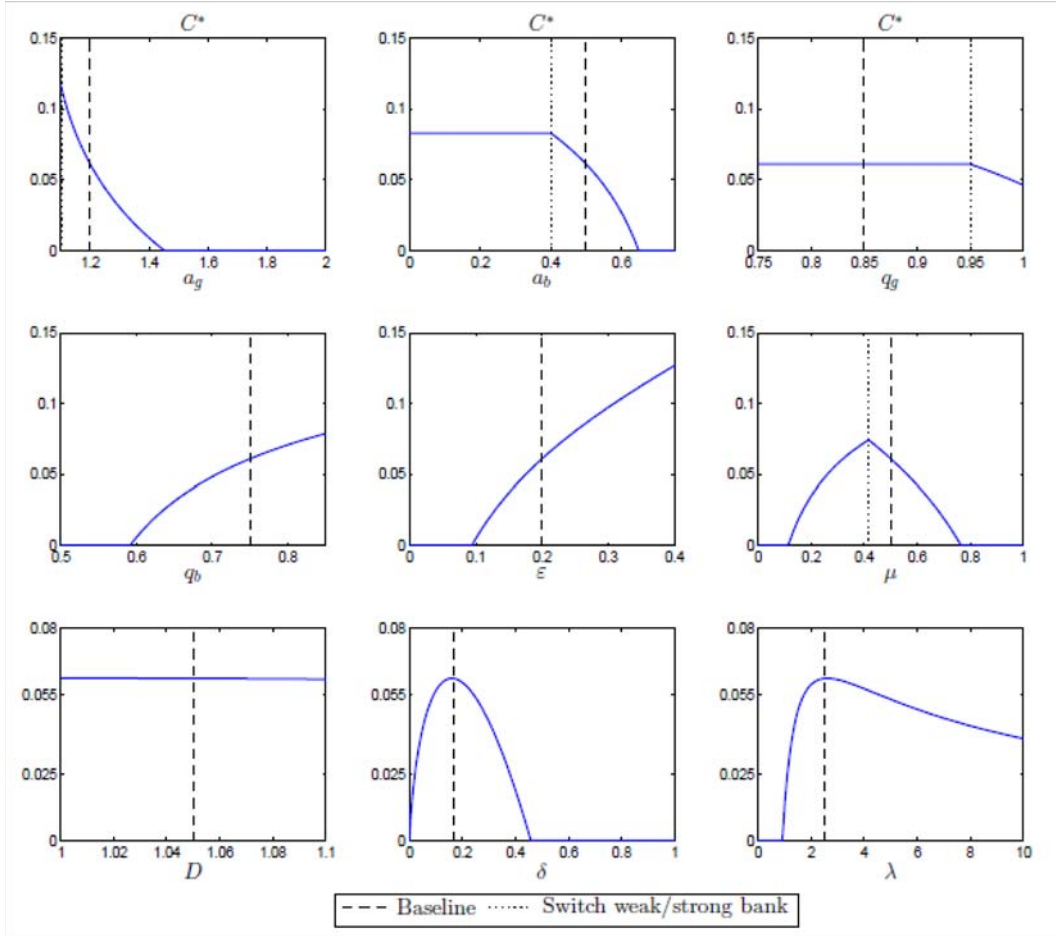 C* C* C*
0.15 0.15 0.15
0.1 0.1 0.1
0.05 0.05 0.05
0 0 0
1.2 1.4 1.6 1.8 2 0 0.2 0.4 0.6 0.75 0.8 0.85 0.9 0.95 1
a_g a_b q_g
0.15 0.15 0.15
0.1 0.1 0.1
0.05 0.05 0.05
0 0 0
0.5 0.6 0.7 0.8 0 0.1 0.2 0.3 0.4 0 0.2 0.4 0.6 0.8 1
q_b ε μ
0.08 0.08 0.08
0.055 0.055 0.055
0.025 0.025 0.025
0 0 0
1 1.02 1.04 1.06 1.08 1.1 0 0.2 0.4 0.6 0.8 1 0 2 4 6 8 10
D δ λ
Baseline Switch weak/strong bank